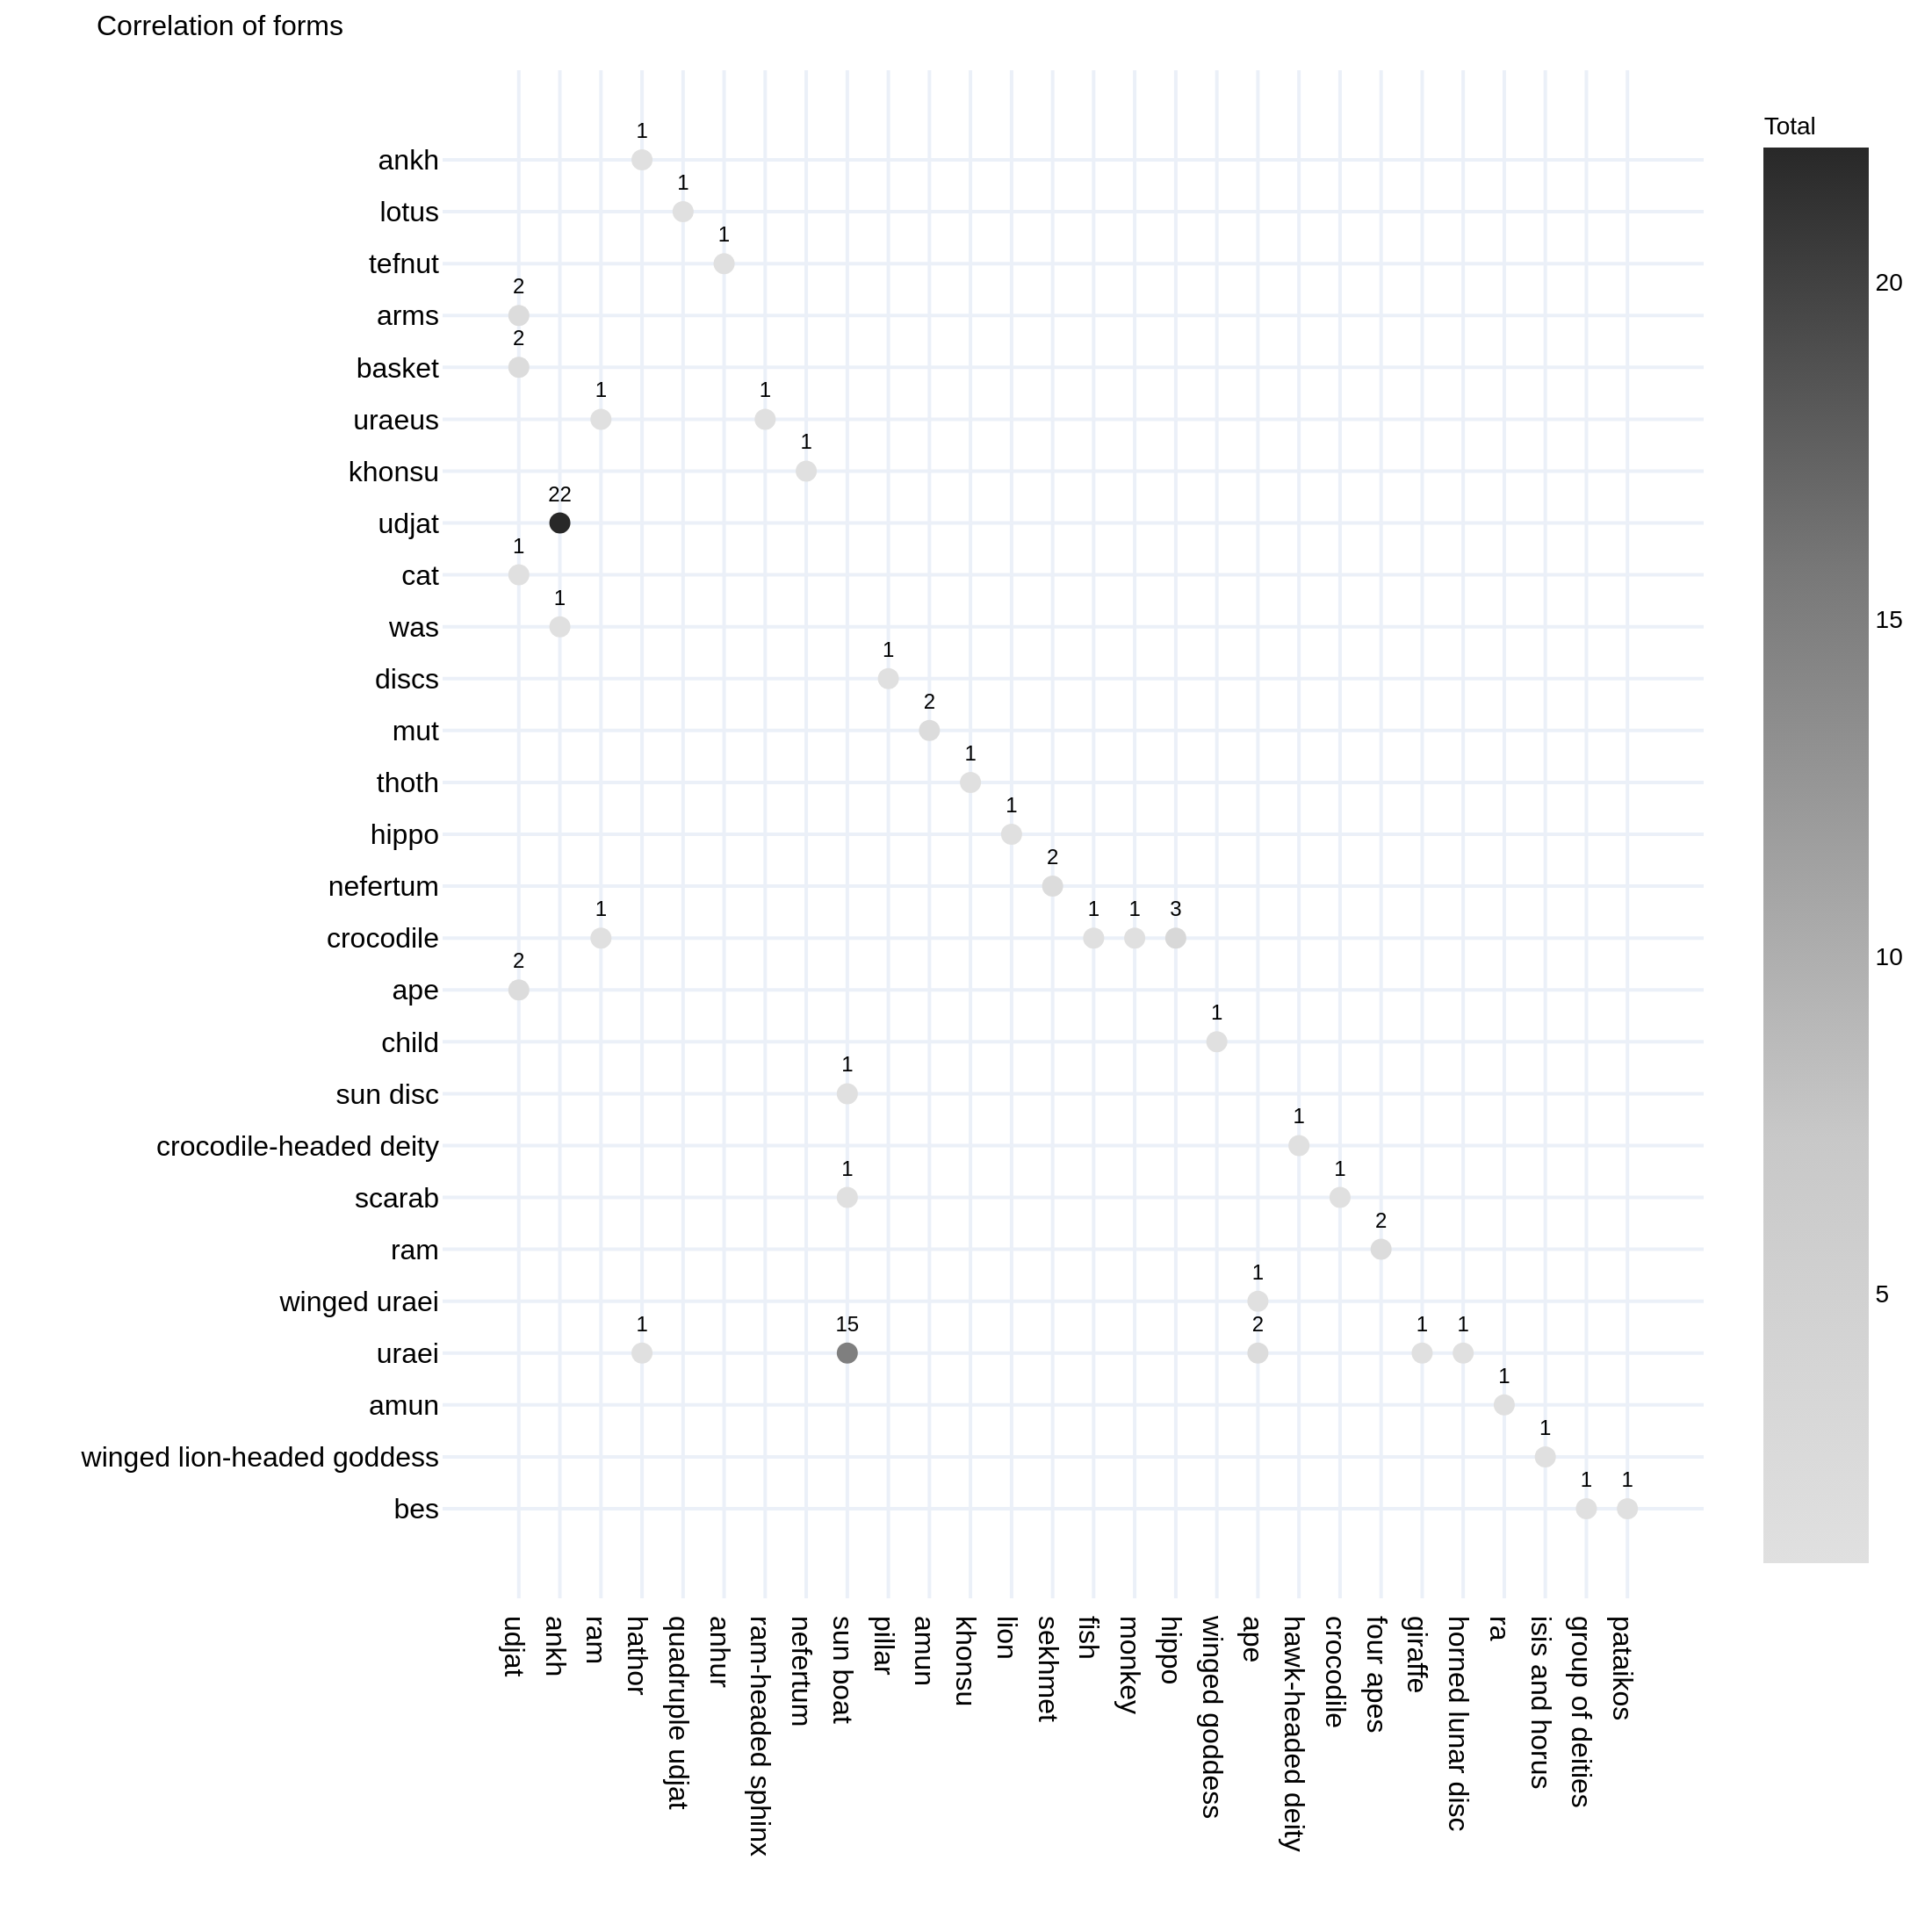 Correlation of forms
Total
1
ankh
1
lotus
1
tefnut
2
20
arms
2
basket
1 1
uraeus
1
khonsu
22
udjat
1
cat
1
15
was
1
discs
2
mut
1
thoth
1
hippo
2
nefertum
1 1 1 3
crocodile
10
2
ape
1
child
1
sun disc
1
crocodile-headed deity
1 1
scarab
2
ram
1
5
winged uraei
1 15 2 1 1
uraei
1
amun
1
winged lion-headed goddess
1 1
bes
udjat
ankh
ram
hathor
quadruple udjat
anhur
ram-headed sphinx
nefertum
sun boat
pillar
amun
khonsu
lion
sekhmet
fish
monkey
hippo
winged goddess
ape
hawk-headed deity
crocodile
four apes
giraffe
horned lunar disc
ra
isis and horus
group of deities
pataikos